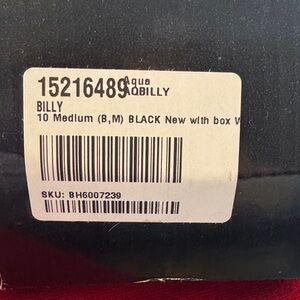 15216489 Aqua
AQBILLY
BILLY
10 Medium (B,M) BLACK New with box W
SKU: BH6007239